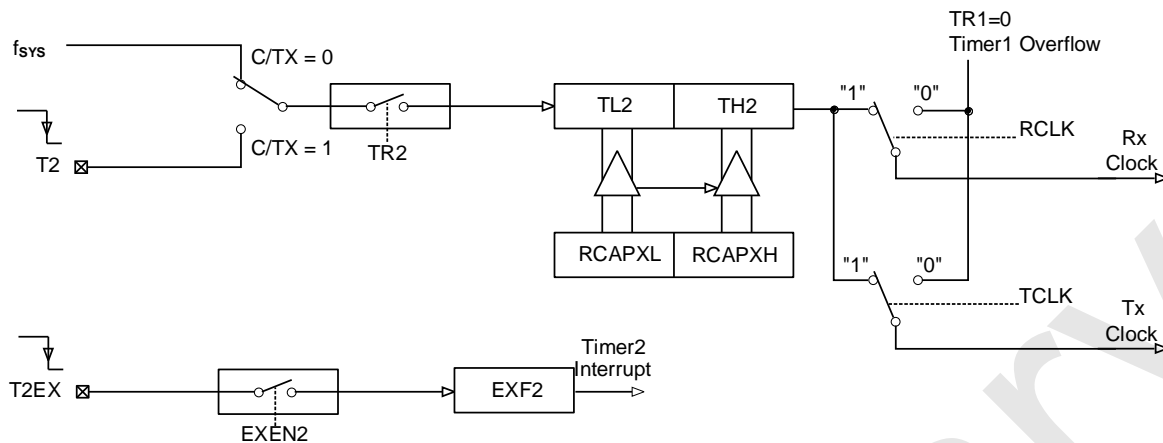 TR1=0
Timer1 Overflow
fSYS
C/TX = 0
TL2
TH2
"1"
"0"
RCLK
Rx
Clock
T2
C/TX = 1
TR2
RCAPXL
RCAPXH
"1"
"0"
TCLK
Tx
Clock
Timer2
Interrupt
T2EX
EXF2
EXEN2